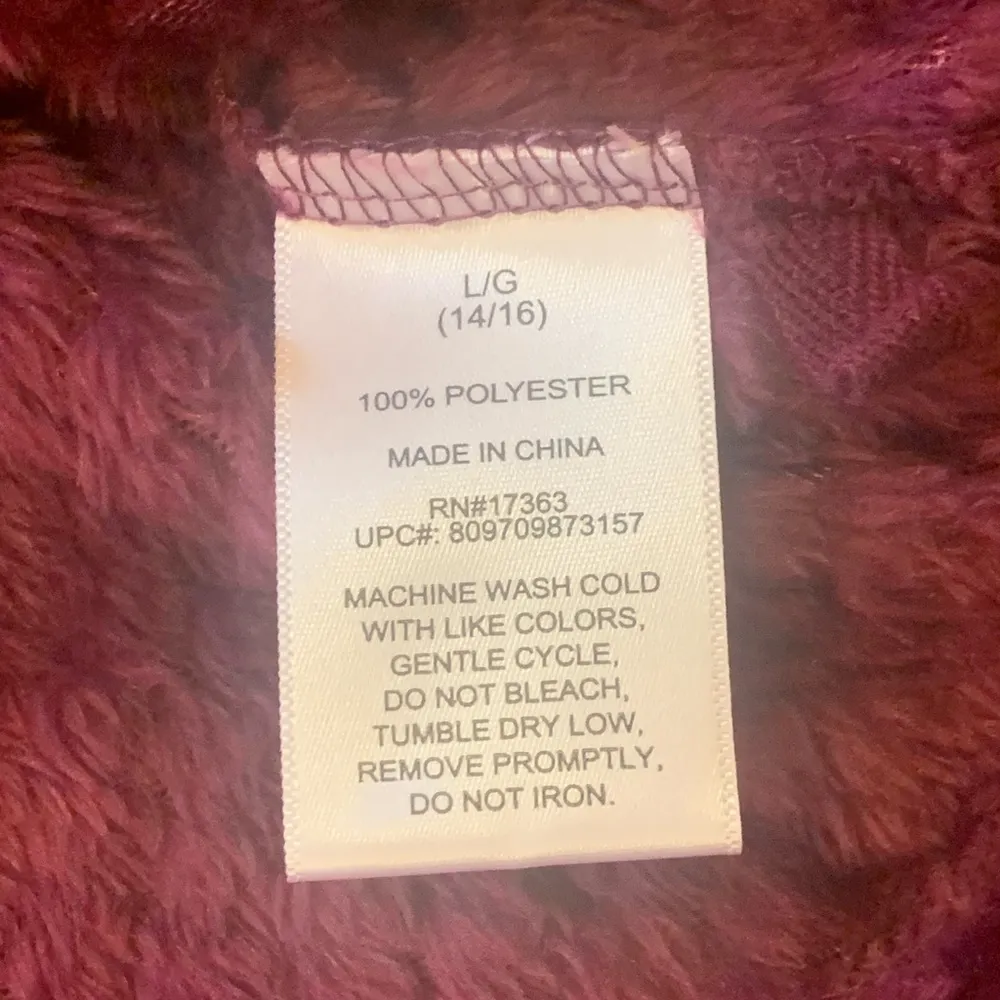 L/G
(14/16)
100% POLYESTER
MADE IN CHINA
RN#17363
UPC#: 809709873157
MACHINE WASH COLD
WITH LIKE COLORS,
GENTLE CYCLE,
DO NOT BLEACH,
TUMBLE DRY LOW,
REMOVE PROMPTLY,
DO NOT IRON.